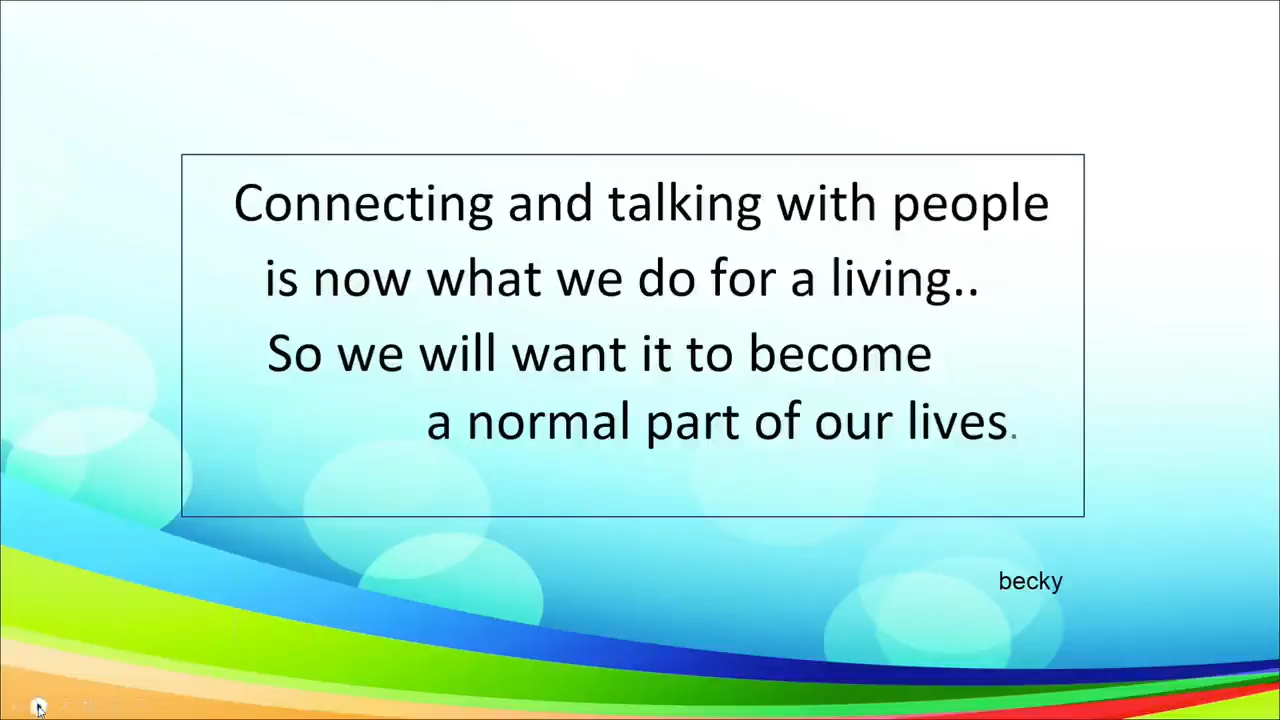 Connecting and talking with people
is now what we do for a living..
So we will want it to become
a normal part of our lives.
becky